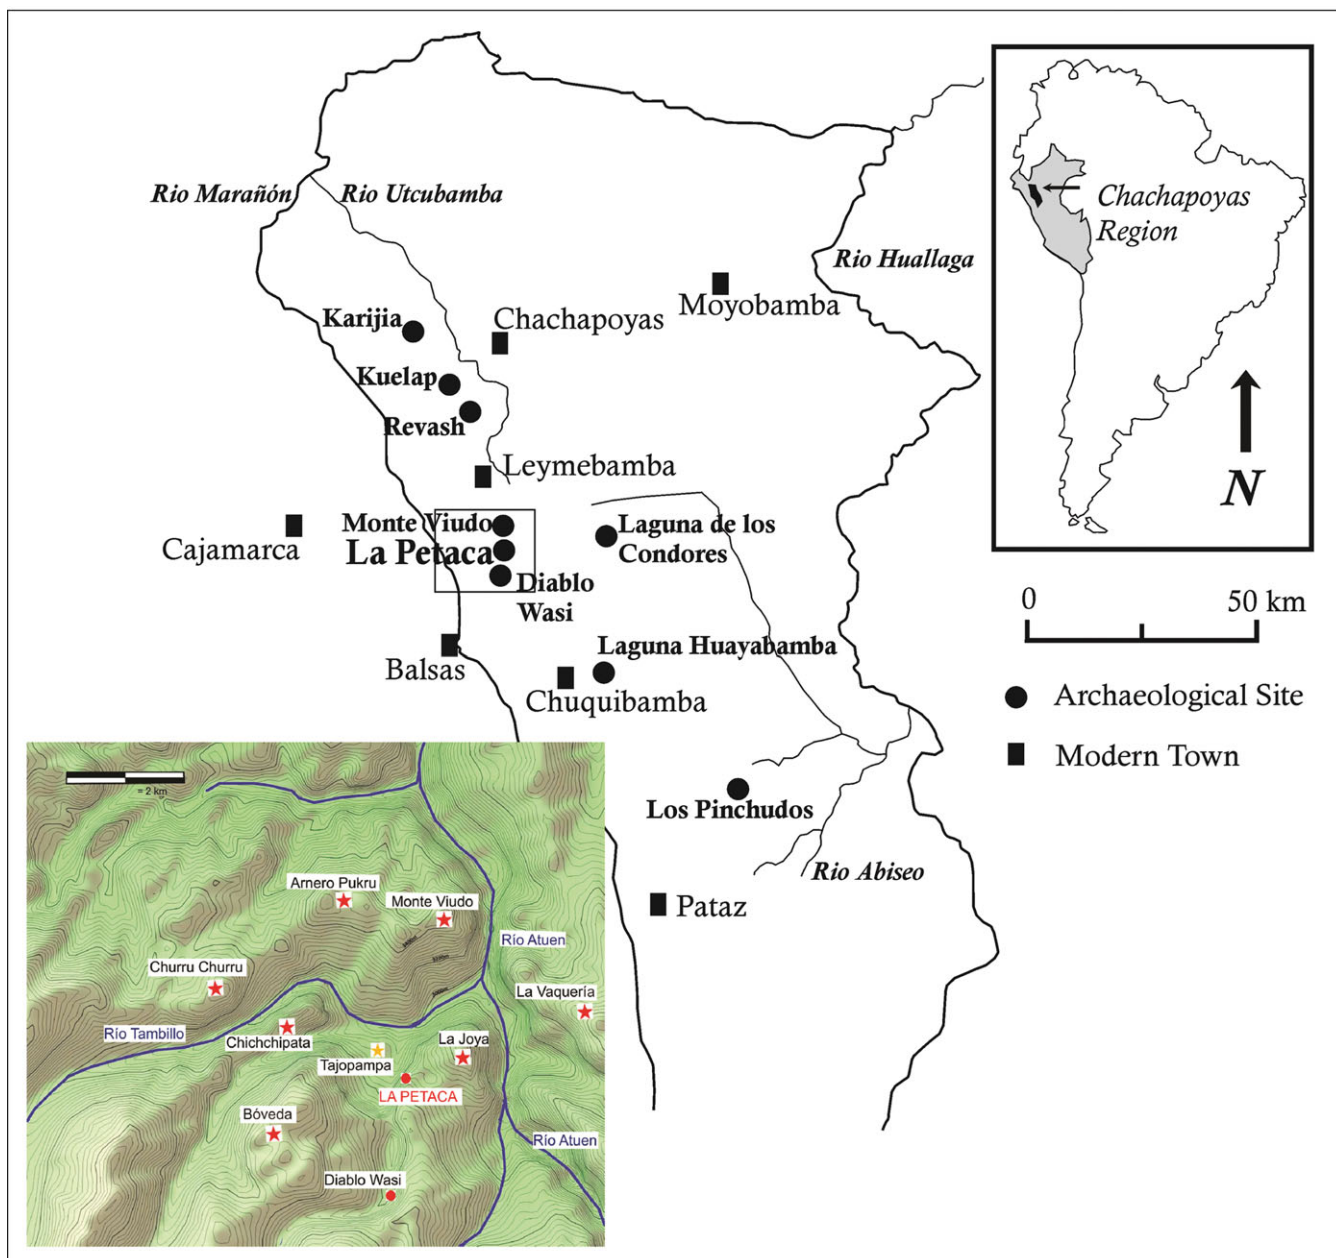 Rio Marañón
Rio Utcubamba
Rio Huallaga
Chachapoyas
Region
N
Karijia
Chachapoyas
Moyobamba
Kuelap
Revash
Leymebamba
Cajamarca
Monte Viudo
La Petaca
Diablo
Wasi
Laguna de los
Condores
0
50 km
Balsas
Laguna Huayabamba
Chuquibamba
Archaeological Site
Modern Town
Los Pinchudos
Rio Abiseo
Pataz
= 2 km
Arnero Pukru
Monte Viudo
Río Atuen
Churru Churru
La Vaquería
Río Tambillo
Chichchipata
La Joya
Tajopampa
LA PETACA
Bóveda
Río Atuen
Diablo Wasi